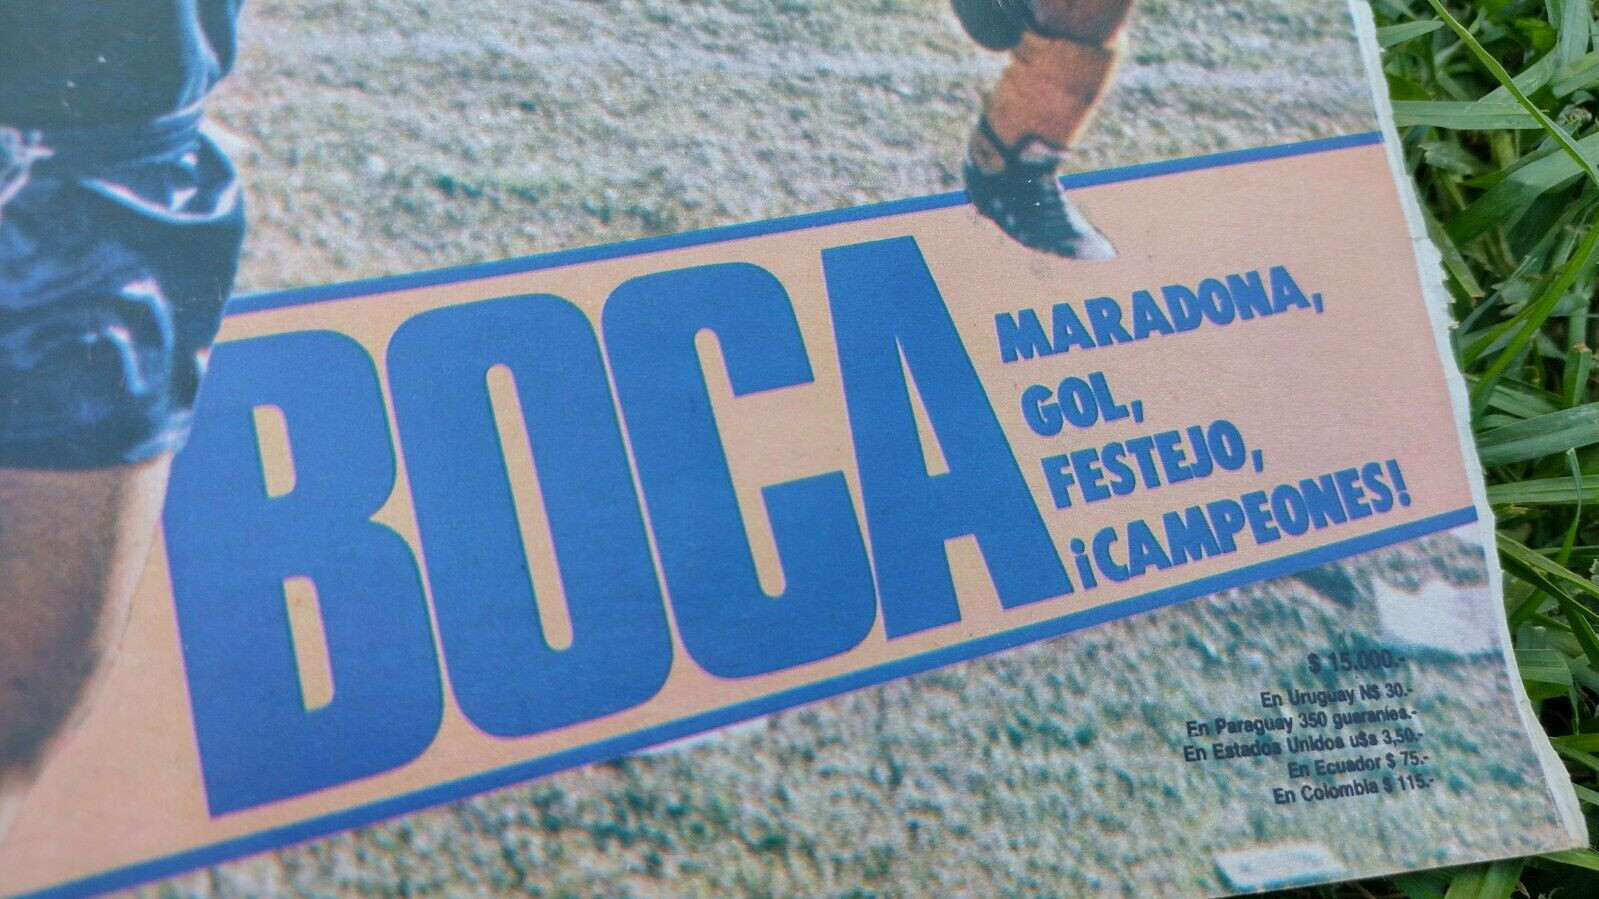 BOCA
MARADONA,
GOL,
FESTEJO,
¡CAMPEONES!
$ 15.000.-
En Uruguay N$ 30.-
En Paraguay 350 guaraníes.-
En Estados Unidos u$a 3,50.-
En Ecuador $ 75.-
En Colombia $ 115.-